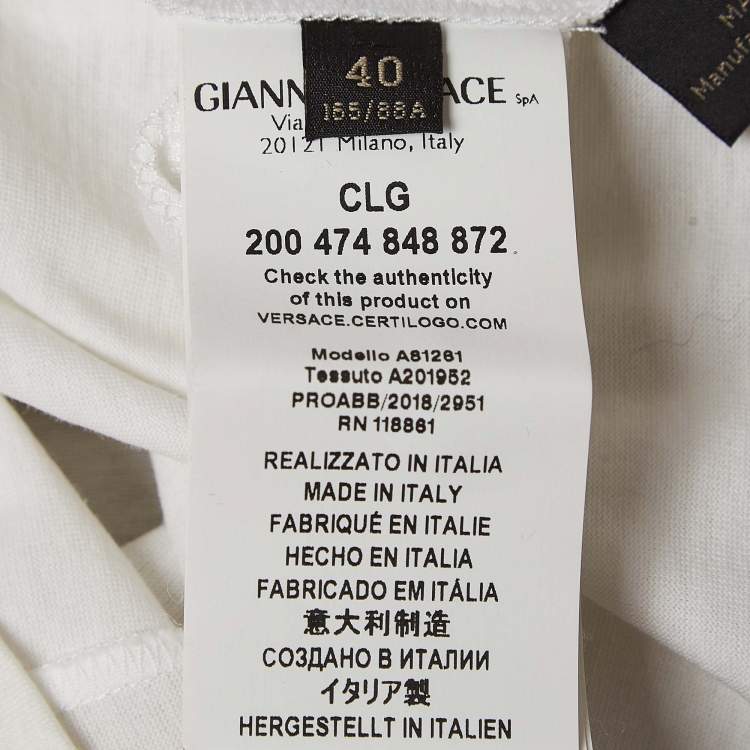 40
165/88A
GIANN ACE SpA
Via
20121 Milano, Italy
CLG
200 474 848 872
Check the authenticity
of this product on
VERSACE.CERTILOGO.COM
Modello A81281
Tessuto A201952
PROABB/2018/2951
RN 118861
REALIZZATO IN ITALIA
MADE IN ITALY
FABRIQUÉ EN ITALIE
HECHO EN ITALIA
FABRICADO EM ITÁLIA
意大利制造
СОЗДАНО В ИТАЛИИ
イタリア製
HERGESTELLT IN ITALIEN
MA
Manuf